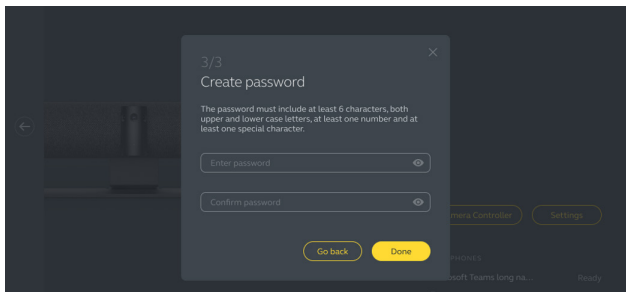 3/3
Create password
The password must include at least 6 characters, both
upper and lower case letters, at least one number and at
least one special character.
Enter password
Confirm password
Camera Controller
Settings
Go back
Done
Teams long na...
Ready